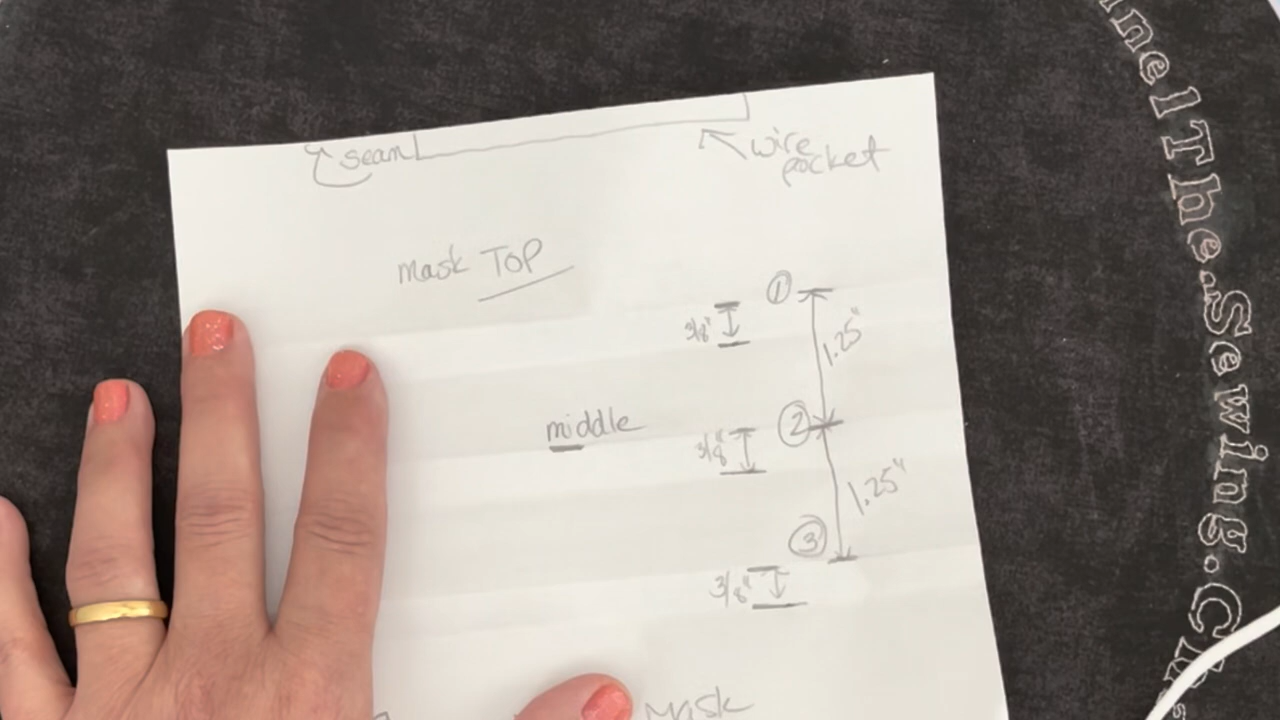 seam
wire
pocket
mask TOP
①
3/8"
1.25"
middle
②
3/8"
1.25"
③
3/8"
mask
The Sewing.C